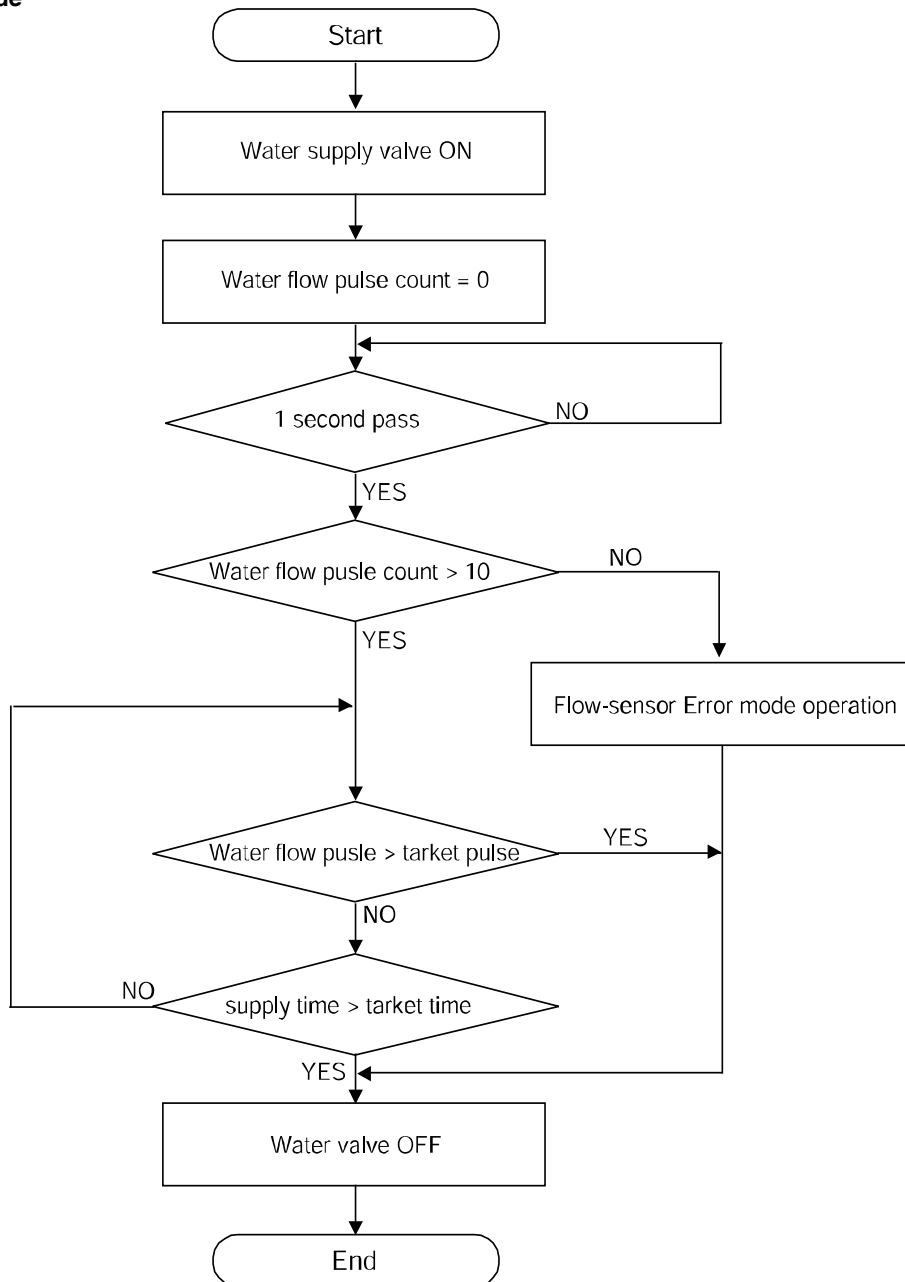 Start
Water supply valve ON
Water flow pulse count = 0
1 second pass
NO
YES
Water flow pusle count > 10
NO
YES
Flow-sensor Error mode operation
Water flow pusle > tarket pulse
YES
NO
supply time > tarket time
NO
YES
Water valve OFF
End